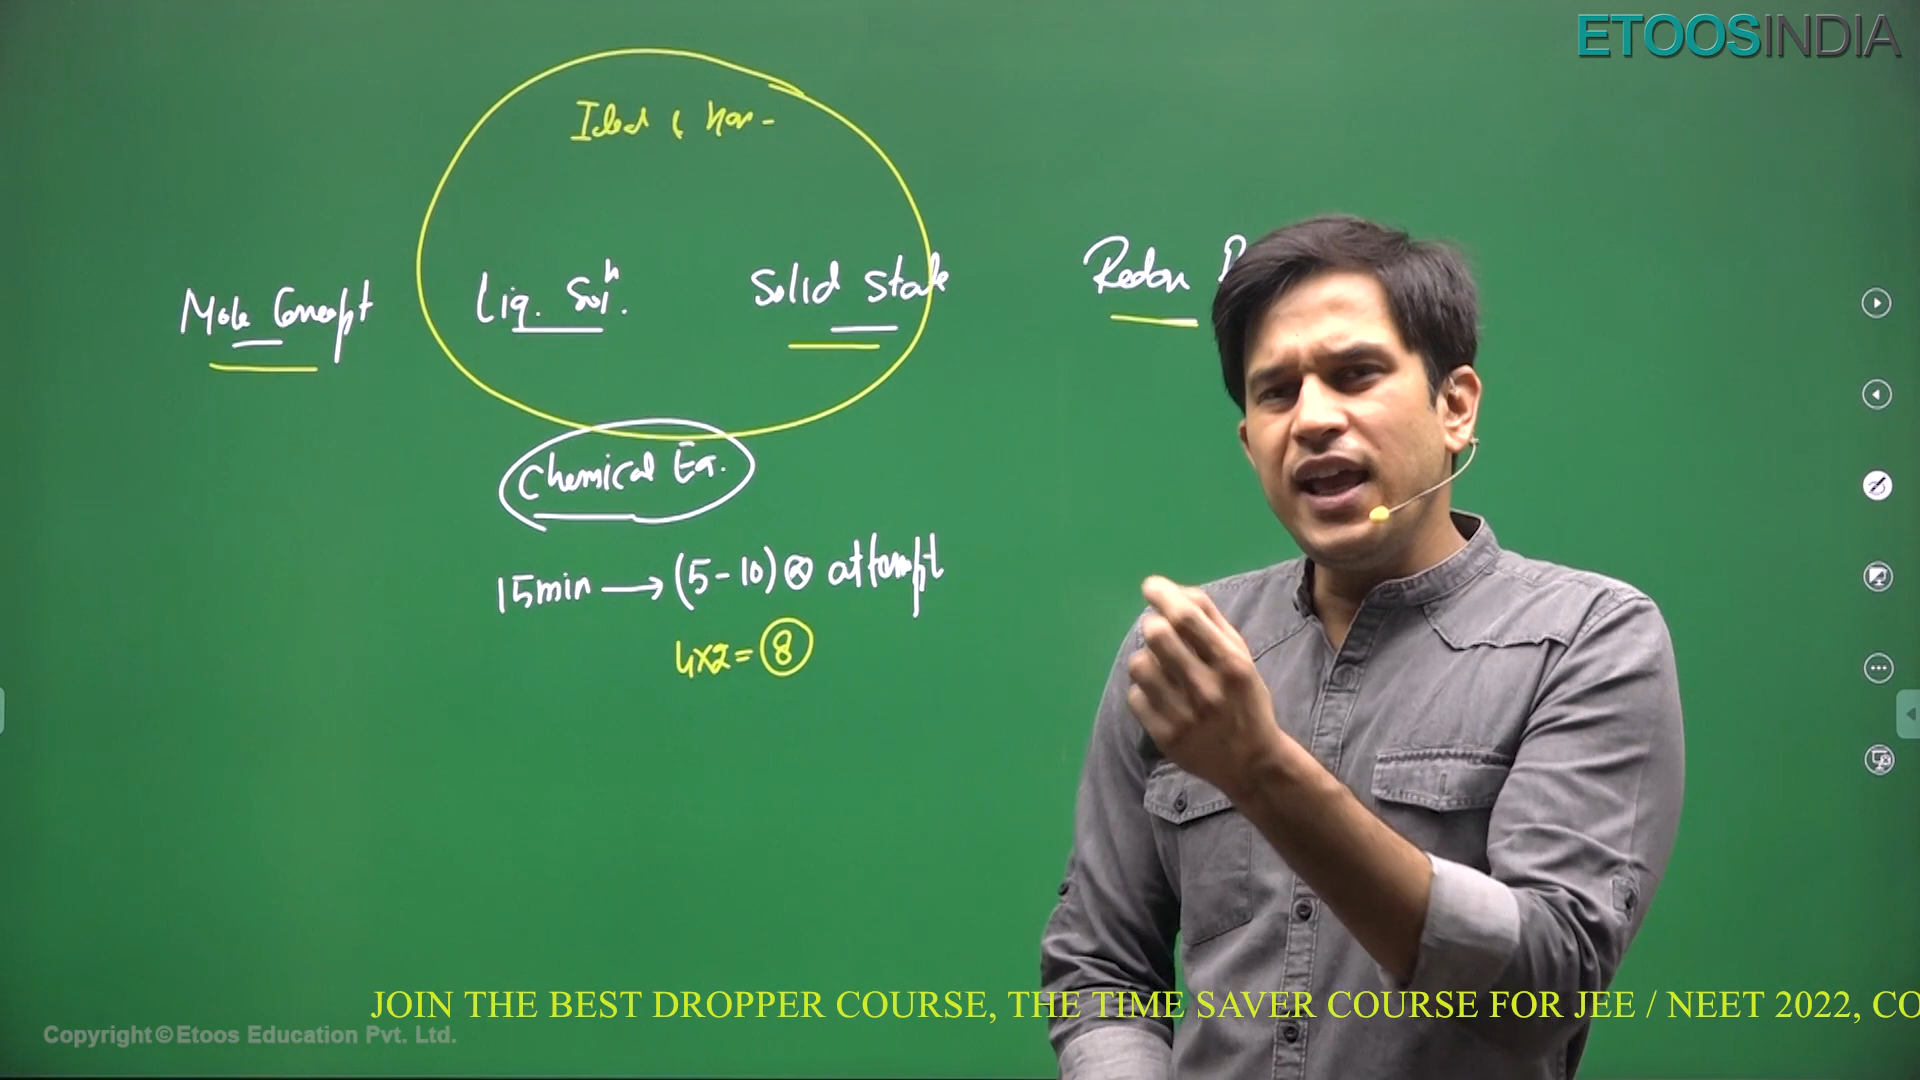 ETOOSINDIA
Ideal & non-
Mole Concept Liq. Solⁿ. Solid State Redox R
Chemical Eq.
15min → (5-10) Q attempt
4x2 = 8
JOIN THE BEST DROPPER COURSE, THE TIME SAVER COURSE FOR JEE / NEET 2022, CO
Copyright © Etoos Education Pvt. Ltd.